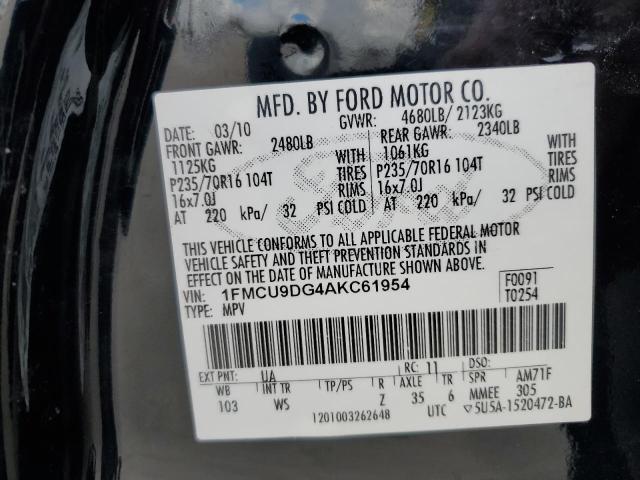 MFD. BY FORD MOTOR CO.
DATE: 03/10 GVWR: 4680LB/ 2123KG
FRONT GAWR: 2480LB REAR GAWR: 2340LB
1125KG WITH 1061KG WITH
P235/70R16 104T TIRES P235/70R16 104T TIRES
16x7.0J RIMS 16x7.0J RIMS
AT 220 kPa/ 32 PSI COLD AT 220 kPa/ 32 PSI COLD
THIS VEHICLE CONFORMS TO ALL APPLICABLE FEDERAL MOTOR
VEHICLE SAFETY AND THEFT PREVENTION STANDARDS IN
EFFECT ON THE DATE OF MANUFACTURE SHOWN ABOVE.
VIN: 1FMCU9DG4AKC61954 F0091
TYPE: MPV T0254
EXT PNT: UA RC: 11 DSO:
WB INT TR TP/PS R AXLE TR SPR AM71F
103 WS Z 35 6 MMEE 305
1201003262648 UTC 5U5A-1520472-BA